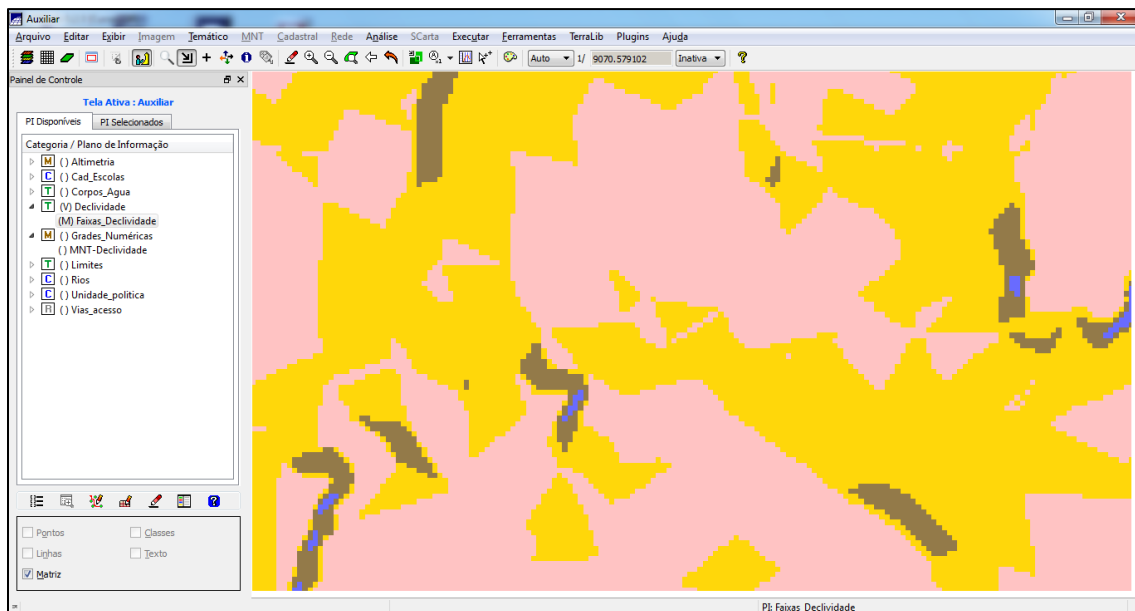 Auxiliar
Arquivo Editar Exibir Imagem Temático MNT Cadastral Rede Análise SCarta Executar Ferramentas TerraLib Plugins Ajuda
Auto 1/ 9070.579102 Inativa
Painel de Controle
Tela Ativa : Auxiliar
PI Disponíveis PI Selecionados
Categoria / Plano de Informação
M () Altimetria
C () Cad_Escolas
T () Corpos_Agua
T (V) Declividade
(M) Faixas_Declividade
M () Grades_Numéricas
() MNT-Declividade
T () Limites
C () Rios
C () Unidade_politica
R () Vias_acesso
Pontos Classes
Linhas Texto
Matriz
PI: Faixas_Declividade